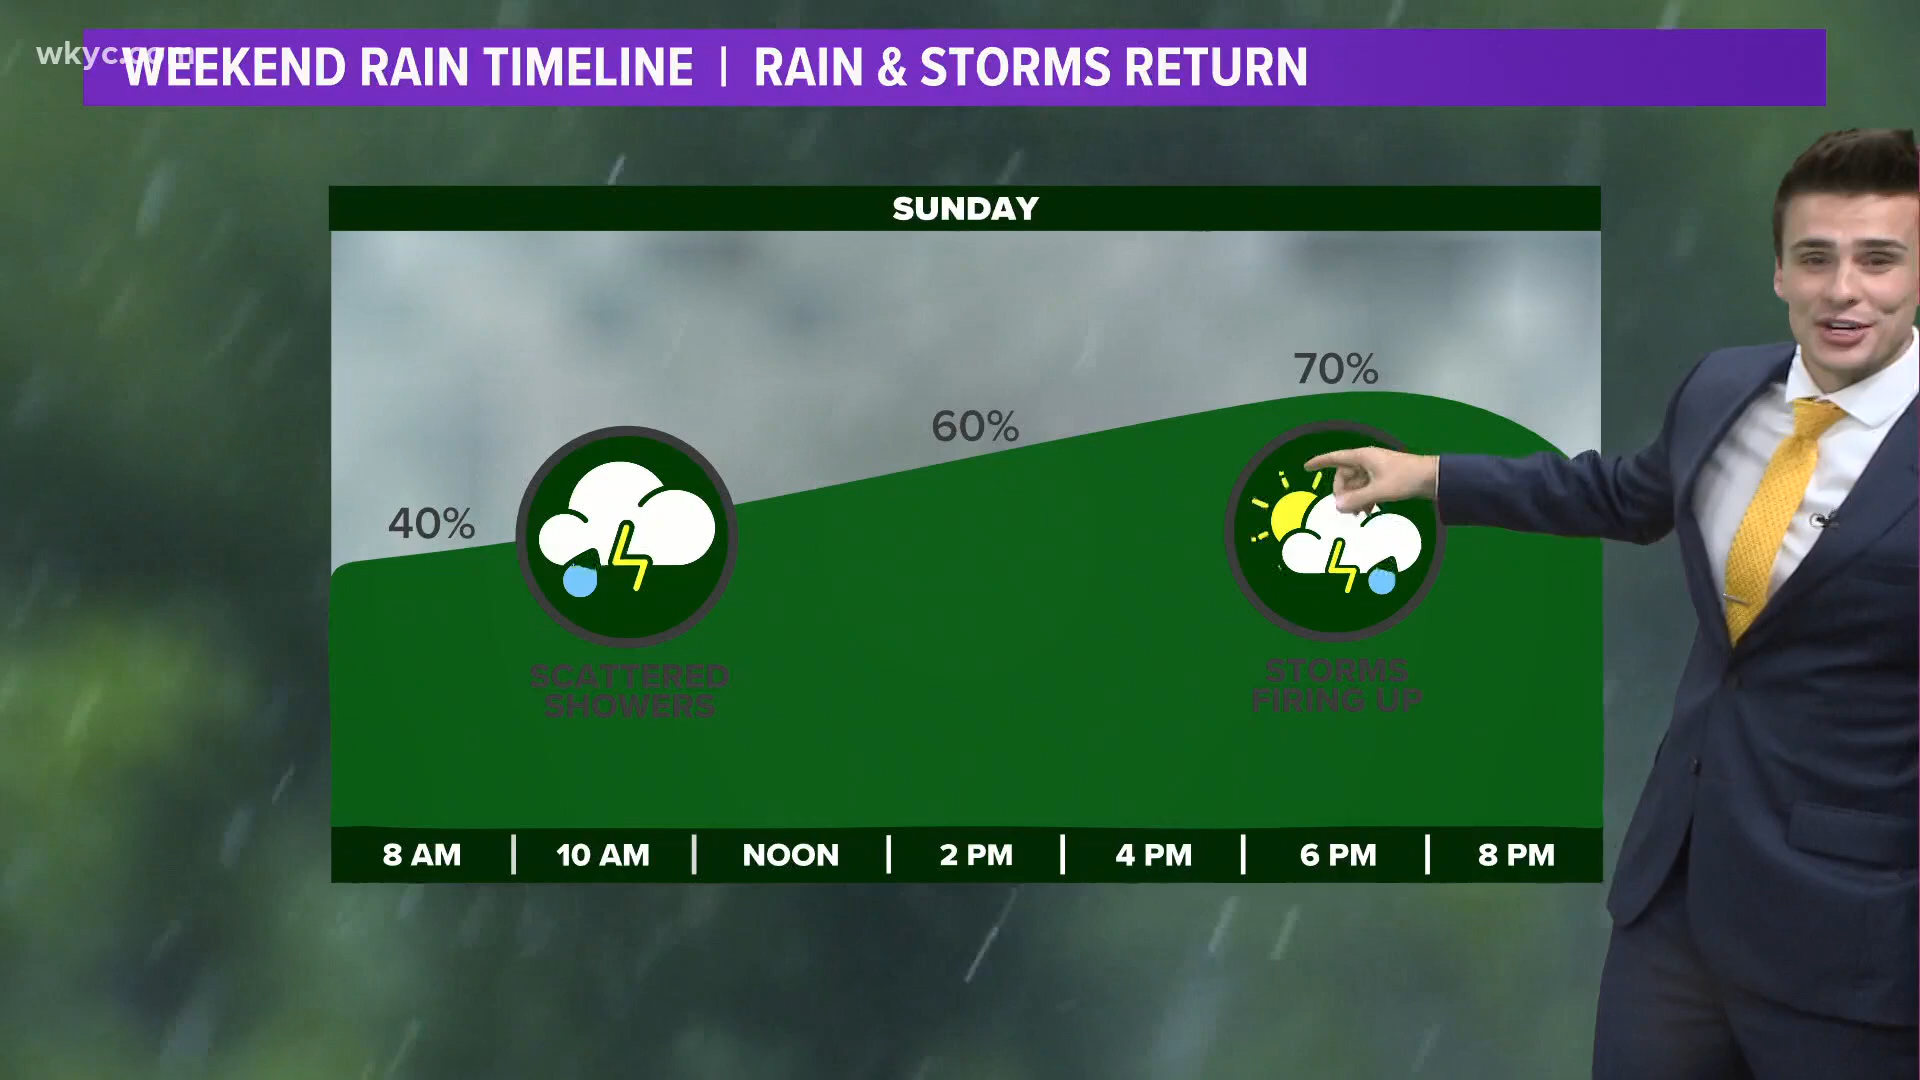 wkyc.com
WEEKEND RAIN TIMELINE | RAIN & STORMS RETURN
SUNDAY
70%
60%
40%
SCATTERED
SHOWERS
STORMS
FIRING UP
8 AM | 10 AM | NOON | 2 PM | 4 PM | 6 PM | 8 PM